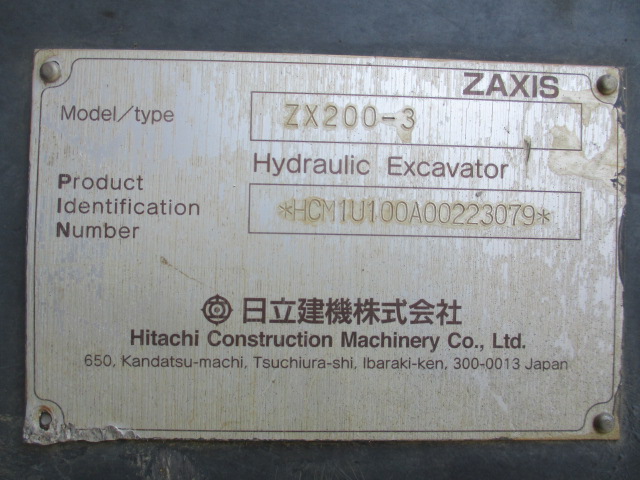 ZAXIS
Model/type ZX200-3
Hydraulic Excavator
Product
Identification *HCM1U100A00223079*
Number
日立建機株式会社
Hitachi Construction Machinery Co., Ltd.
650, Kandatsu-machi, Tsuchiura-shi, Ibaraki-ken, 300-0013 Japan